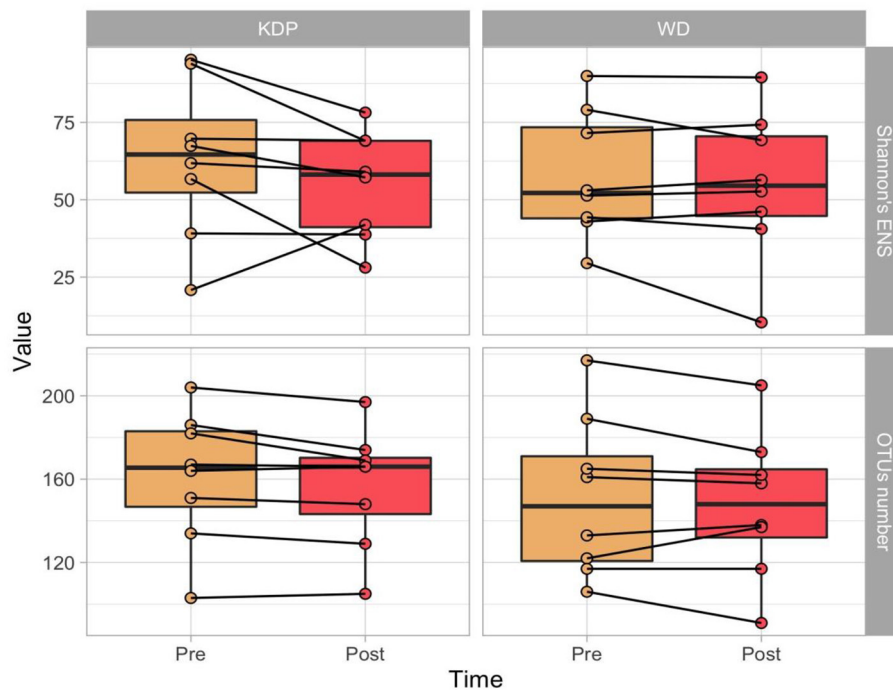 KDP
WD
Value
75
50
25
Shannon's ENS
200
160
120
OTUs number
Pre
Post
Pre
Post
Time